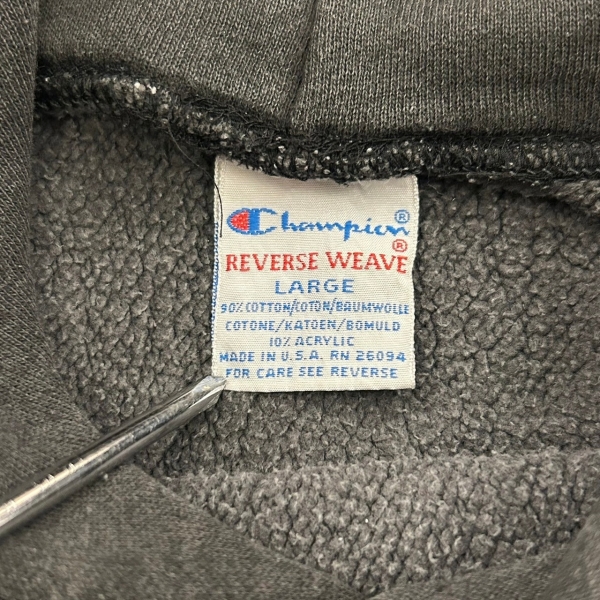 Champion®
REVERSE WEAVE®
LARGE
90% COTTON/COTON/BAUMWOLLE
COTONE/KATOEN/BOMULD
10% ACRYLIC
MADE IN U.S.A. RN 26094
FOR CARE SEE REVERSE